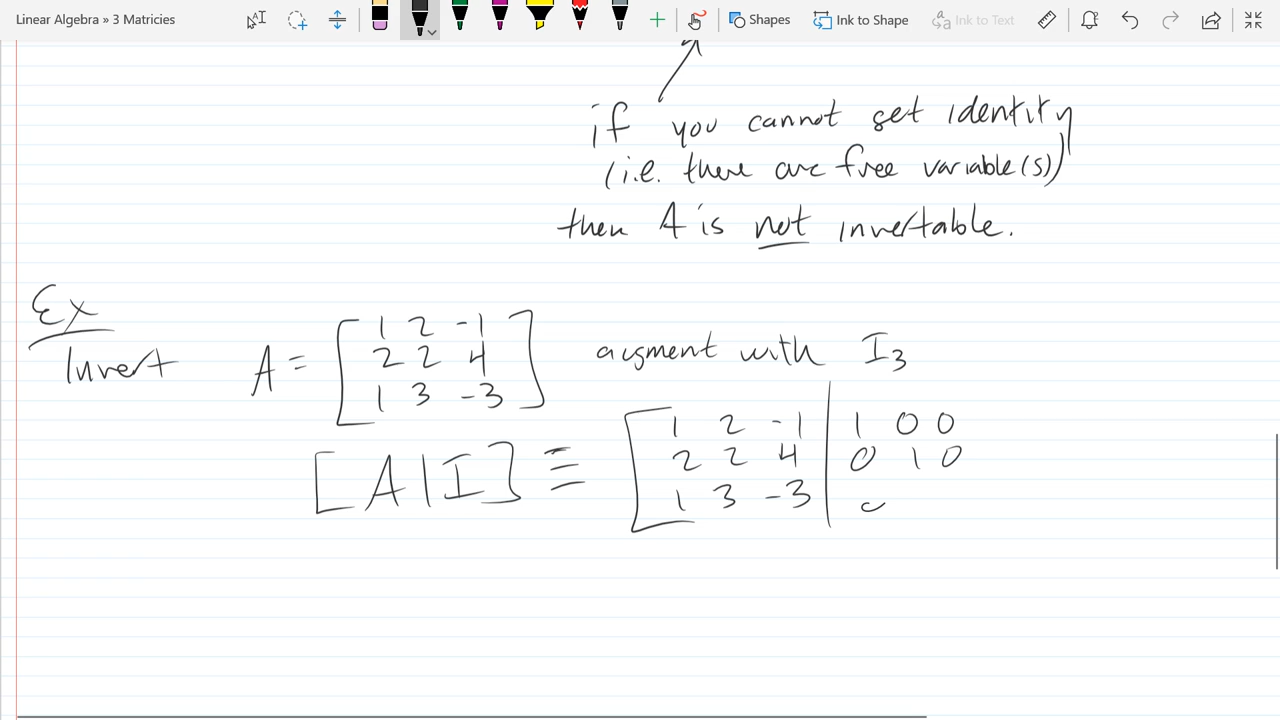 Linear Algebra » 3 Matricies
Shapes
Ink to Shape
Ink to Text
if you cannot get identity
(i.e. there are free variable(s))
then A is not invertable.
Ex
Invert A = [ 1 2 -1
2 2 4
1 3 -3 ]
augment with I3
[A|I] ≡ [ 1 2 -1 | 1 0 0
2 2 4 | 0 1 0
1 3 -3 |